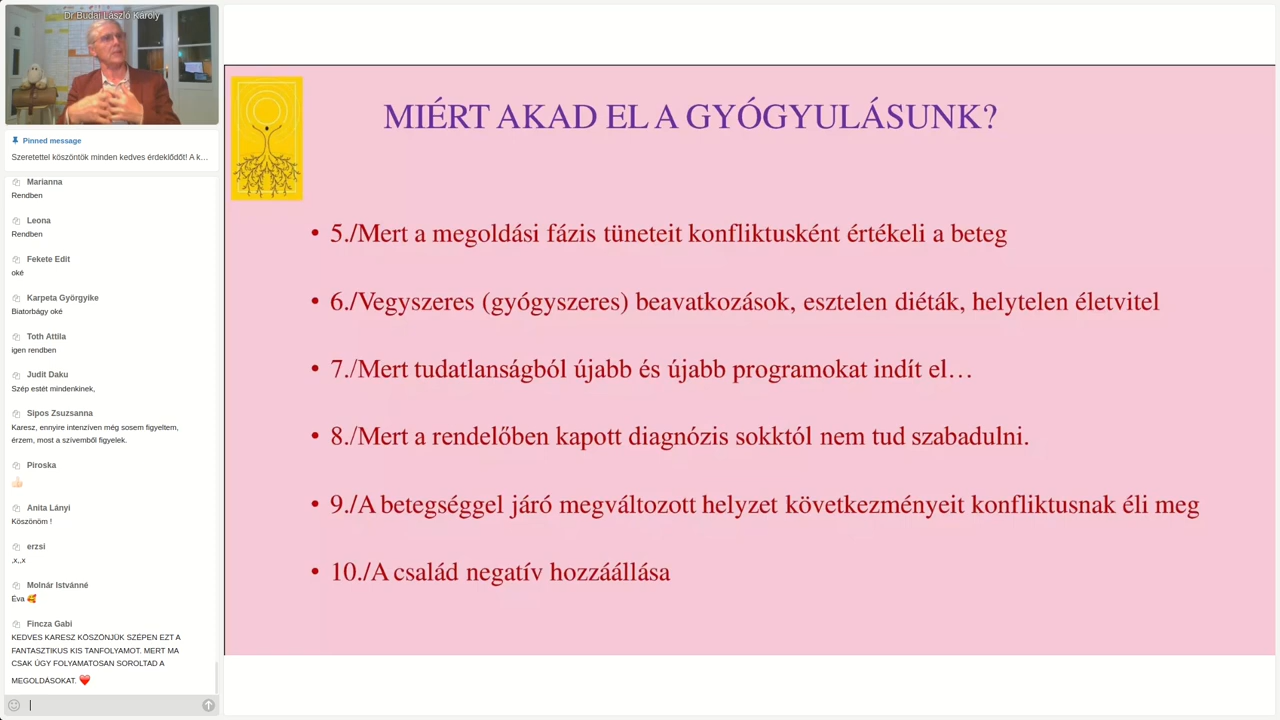 Dr Budai László Károly
Pinned message
Szeretettel köszöntök minden kedves érdeklődőt! A k…
Marianna
Rendben
Leona
Rendben
Fekete Edit
oké
Karpeta Györgyike
Biatorbágy oké
Toth Attila
igen rendben
Judit Daku
Szép estét mindenkinek,
Sipos Zsuzsanna
Karesz, ennyire intenzíven még sosem figyeltem,
érzem, most a szívemből figyelek.
Piroska
👍🏻
Anita Lányi
Köszönöm !
erzsi
,x,,x
Molnár Istvánné
Éva 🥰
Fincza Gabi
KEDVES KARESZ KÖSZÖNJÜK SZÉPEN EZT A
FANTASZTIKUS KIS TANFOLYAMOT. MERT MA
CSAK ÚGY FOLYAMATOSAN SOROLTAD A
MEGOLDÁSOKAT. ❤️
MIÉRT AKAD EL A GYÓGYULÁSUNK?
• 5./Mert a megoldási fázis tüneteit konfliktusként értékeli a beteg
• 6./Vegyszeres (gyógyszeres) beavatkozások, esztelen diéták, helytelen életvitel
• 7./Mert tudatlanságból újabb és újabb programokat indít el…
• 8./Mert a rendelőben kapott diagnózis sokktól nem tud szabadulni.
• 9./A betegséggel járó megváltozott helyzet következményeit konfliktusnak éli meg
• 10./A család negatív hozzáállása